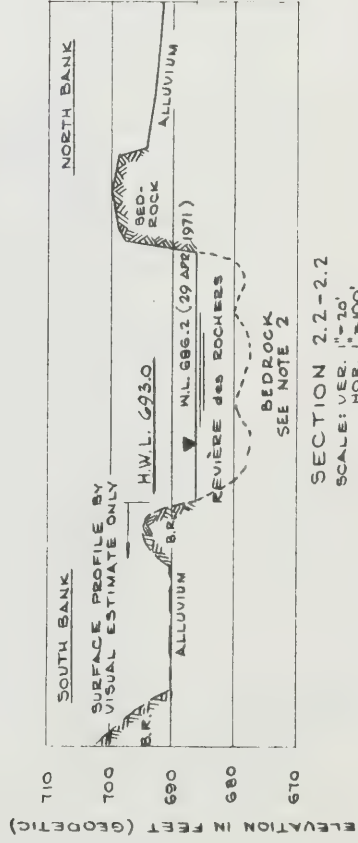 SOUTH BANK
NORTH BANK
SURFACE PROFILE BY
VISUAL ESTIMATE ONLY
H.W.L. 693.0
W.L. 686.2 (29 APR. 1971)
BED-
ROCK
ALLUVIUM
B.R.
B.R.
ALLUVIUM
REVIÈRE des ROCHERS
BEDROCK
SEE NOTE 2
710
700
690
680
670
ELEVATION IN FEET (GEODETIC)
SECTION 2.2-2.2
SCALE: VER. 1"=20'
HOR. 1"=100'